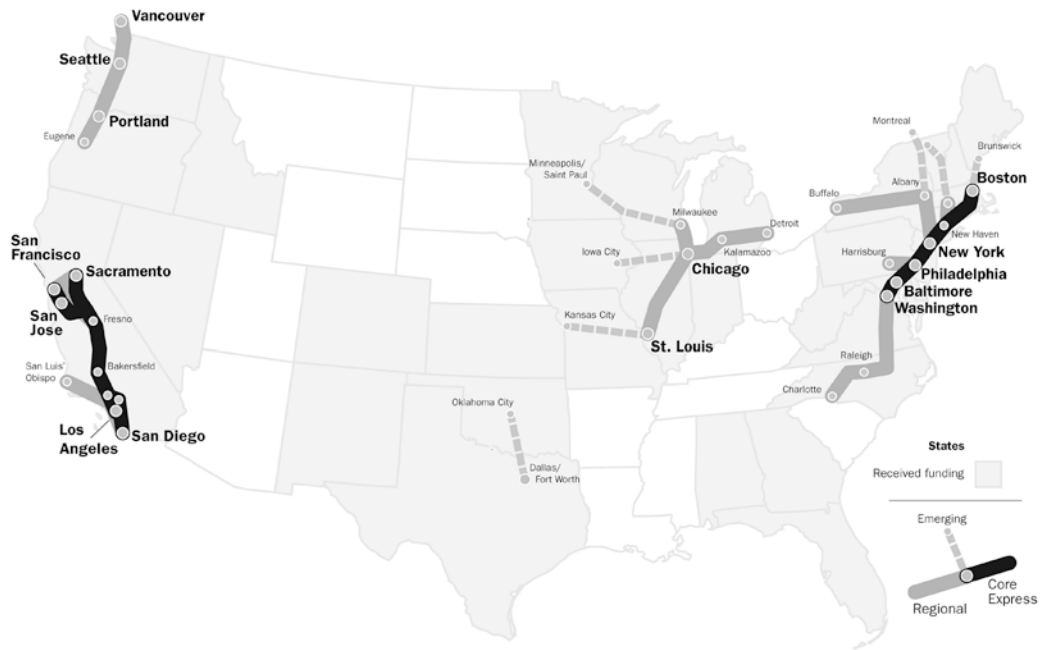 Vancouver
Seattle
Portland
Eugene
Montreal
Brunswick
Minneapolis/
Saint Paul
Boston
Albany
Buffalo
Milwaukee
Detroit
New Haven
San
Francisco
Iowa City
Kalamazoo
Harrisburg
New York
Chicago
Sacramento
Philadelphia
Baltimore
Washington
San
Jose
Fresno
Kansas City
St. Louis
San Luis'
Obispo
Bakersfield
Raleigh
Charlotte
Oklahoma City
Los
Angeles
San Diego
Dallas/
Fort Worth
States
Received funding
Emerging
Core
Express
Regional